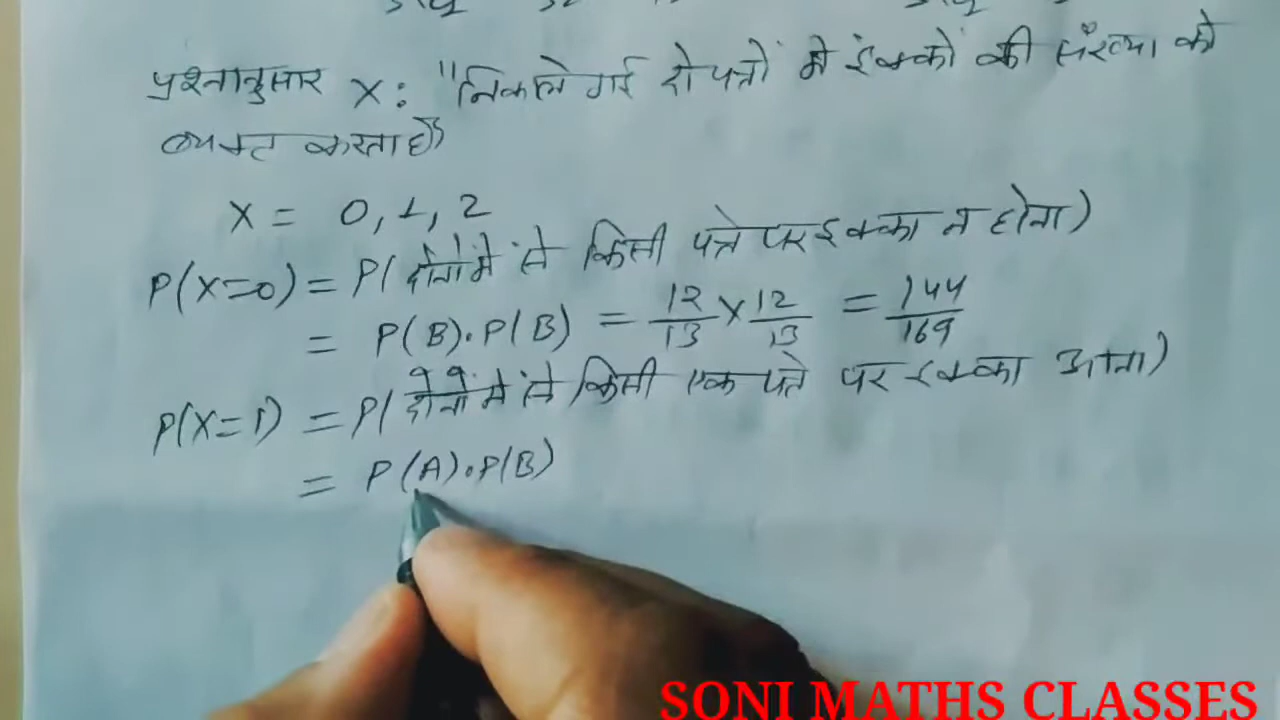 प्रश्नानुसार X: "निकाले गई दो पत्तों में इक्कों की संख्या को
व्यक्त करता है"
X = 0, 1, 2
P(X=0) = P( दोनों में से किसी पत्ते पर इक्का न होना)
= P(B).P(B) = 12/13 × 12/13 = 144/169
P(X=1) = P( दोनों में से किसी एक पत्ते पर इक्का आना)
= P(A).P(B)
SONI MATHS CLASSES